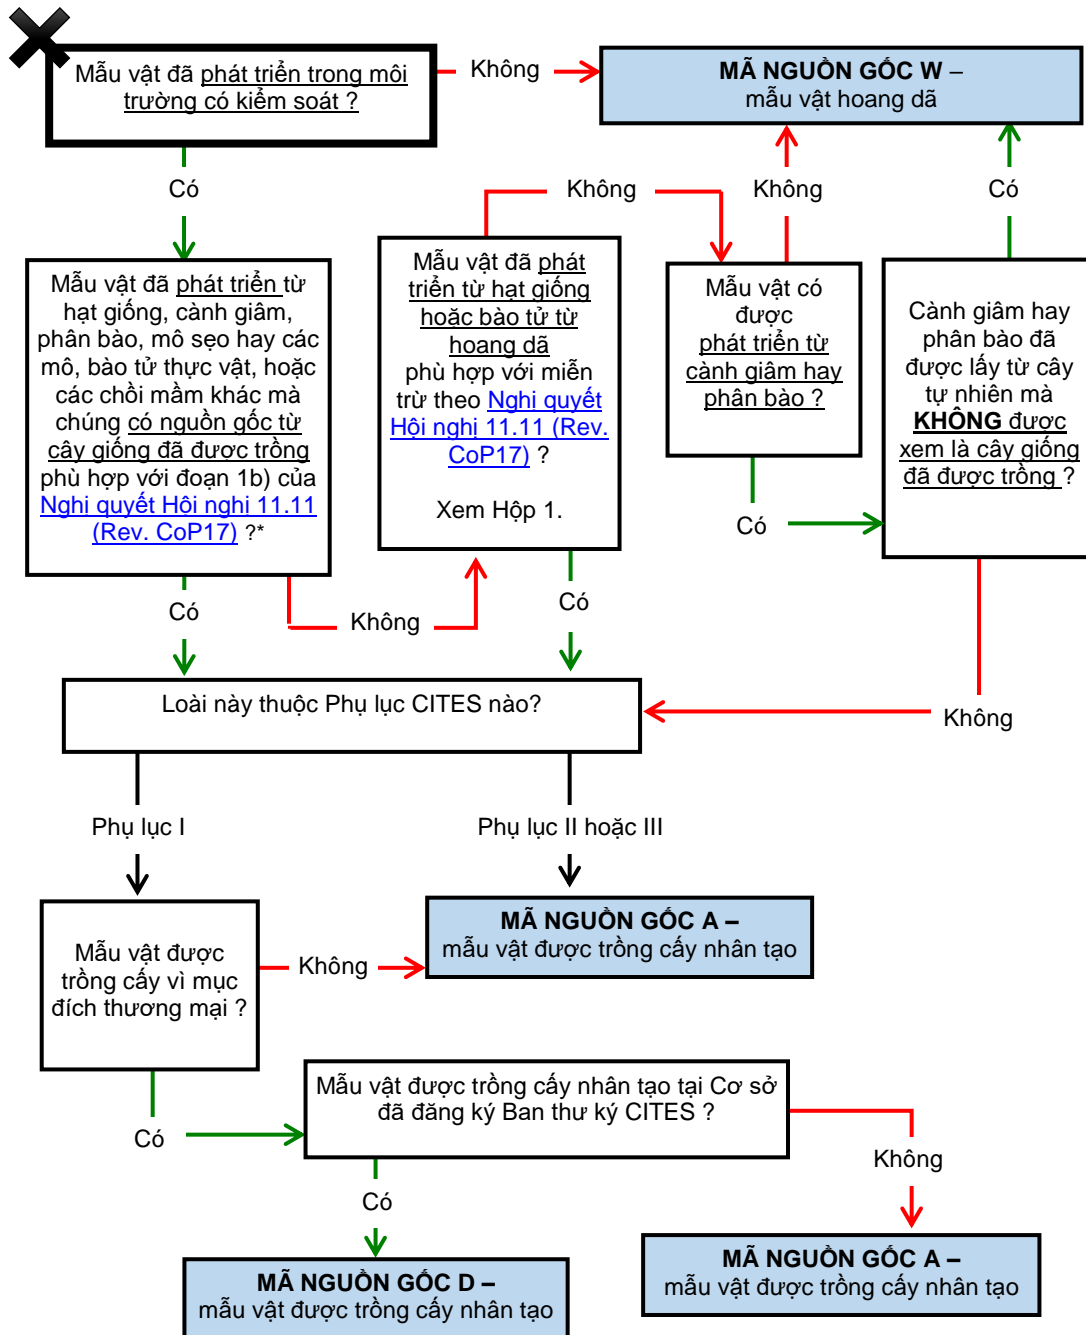 Mẫu vật đã phát triển trong môi
trường có kiểm soát ?
Không
MÃ NGUỒN GỐC W –
mẫu vật hoang dã
Có
Không
Không
Có
Mẫu vật đã phát triển từ
hạt giống, cành giâm,
phân bào, mô sẹo hay các
mô, bào tử thực vật, hoặc
các chồi mầm khác mà
chúng có nguồn gốc từ
cây giống đã được trồng
phù hợp với đoạn 1b) của
Nghi quyết Hội nghi 11.11
(Rev. CoP17) ?*
Mẫu vật đã phát
triển từ hạt giống
hoặc bào tử từ
hoang dã
phù hợp với miễn
trừ theo Nghi quyết
Hội nghị 11.11 (Rev.
CoP17) ?
Xem Hộp 1.
Mẫu vật có
được
phát triển từ
cành giâm hay
phân bào ?
Cành giâm hay
phân bào đã
được lấy từ cây
tự nhiên mà
KHÔNG được
xem là cây giống
đã được trồng ?
Có
Không
Có
Có
Không
Loài này thuộc Phụ lục CITES nào?
Phụ lục I
Phụ lục II hoặc III
Mẫu vật được
trồng cấy vì mục
đích thương mại ?
Không
MÃ NGUỒN GỐC A –
mẫu vật được trồng cấy nhân tạo
Có
Mẫu vật được trồng cấy nhân tạo tại Cơ sở
đã đăng ký Ban thư ký CITES ?
Không
Có
MÃ NGUỒN GỐC D –
mẫu vật được trồng cấy nhân tạo
MÃ NGUỒN GỐC A –
mẫu vật được trồng cấy nhân tạo